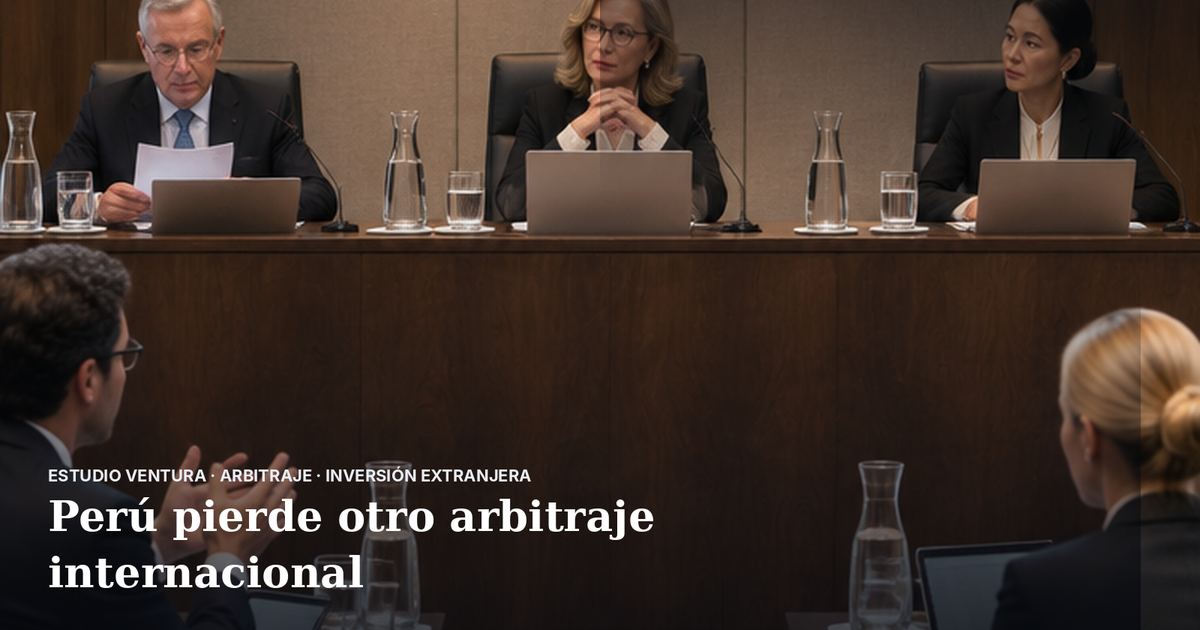 ESTUDIO VENTURA · ARBITRAJE · INVERSIÓN EXTRANJERA
Perú pierde otro arbitraje
internacional